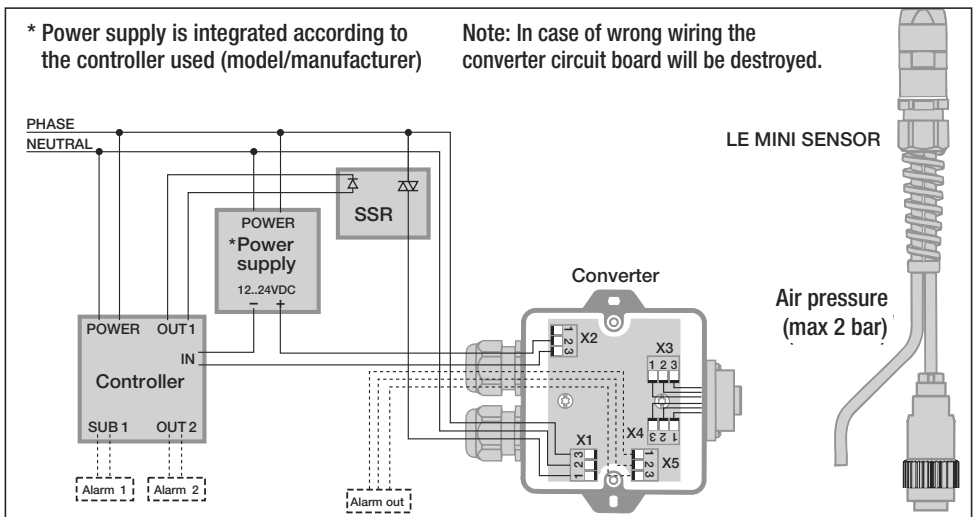 * Power supply is integrated according to
the controller used (model/manufacturer)
Note: In case of wrong wiring the
converter circuit board will be destroyed.
PHASE
NEUTRAL
LE MINI SENSOR
SSR
POWER
*Power
supply
12..24VDC
− +
Converter
Air pressure
(max 2 bar)
POWER OUT1
IN
Controller
SUB 1 OUT2
Alarm 1 Alarm 2
Alarm out
1
2
3
X2
X3
1 2 3
X4
3 2 1
X1
3
2
1
1
2
3
X5